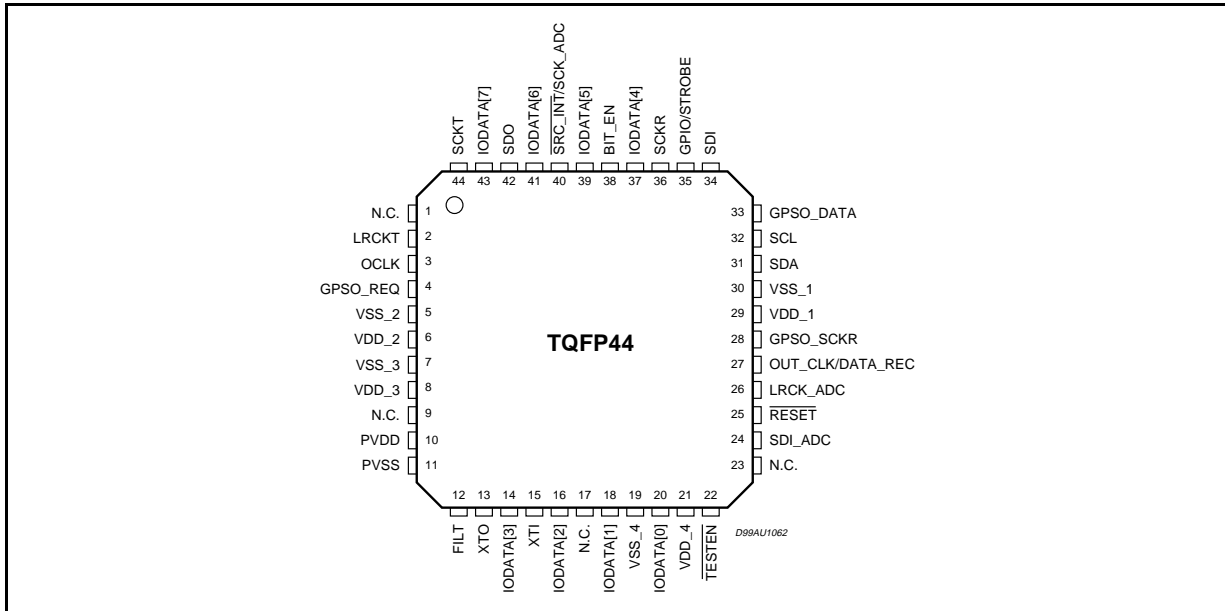 SCKT
IODATA[7]
SDO
IODATA[6]
SRC_INT/SCK_ADC
IODATA[5]
BIT_EN
IODATA[4]
SCKR
GPIO/STROBE
SDI
44 43 42 41 40 39 38 37 36 35 34
N.C. 1
LRCKT 2
OCLK 3
GPSO_REQ 4
VSS_2 5
VDD_2 6
VSS_3 7
VDD_3 8
N.C. 9
PVDD 10
PVSS 11
TQFP44
33 GPSO_DATA
32 SCL
31 SDA
30 VSS_1
29 VDD_1
28 GPSO_SCKR
27 OUT_CLK/DATA_REC
26 LRCK_ADC
25 RESET
24 SDI_ADC
23 N.C.
12 13 14 15 16 17 18 19 20 21 22
FILT
XTO
IODATA[3]
XTI
IODATA[2]
N.C.
IODATA[1]
VSS_4
IODATA[0]
VDD_4
TESTEN
D99AU1062